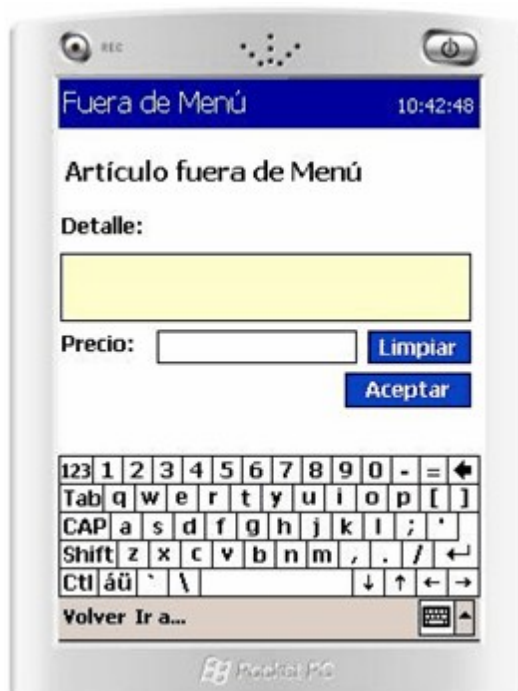 REC
Fuera de Menú 10:42:48
Artículo fuera de Menú
Detalle:
Precio: Limpiar
Aceptar
123 1 2 3 4 5 6 7 8 9 0 - =
Tab q w e r t y u i o p [ ]
CAP a s d f g h j k l ; '
Shift z x c v b n m , . /
Ctl áü ` \ ↓ ↑ ← →
Volver Ir a...
Pocket PC